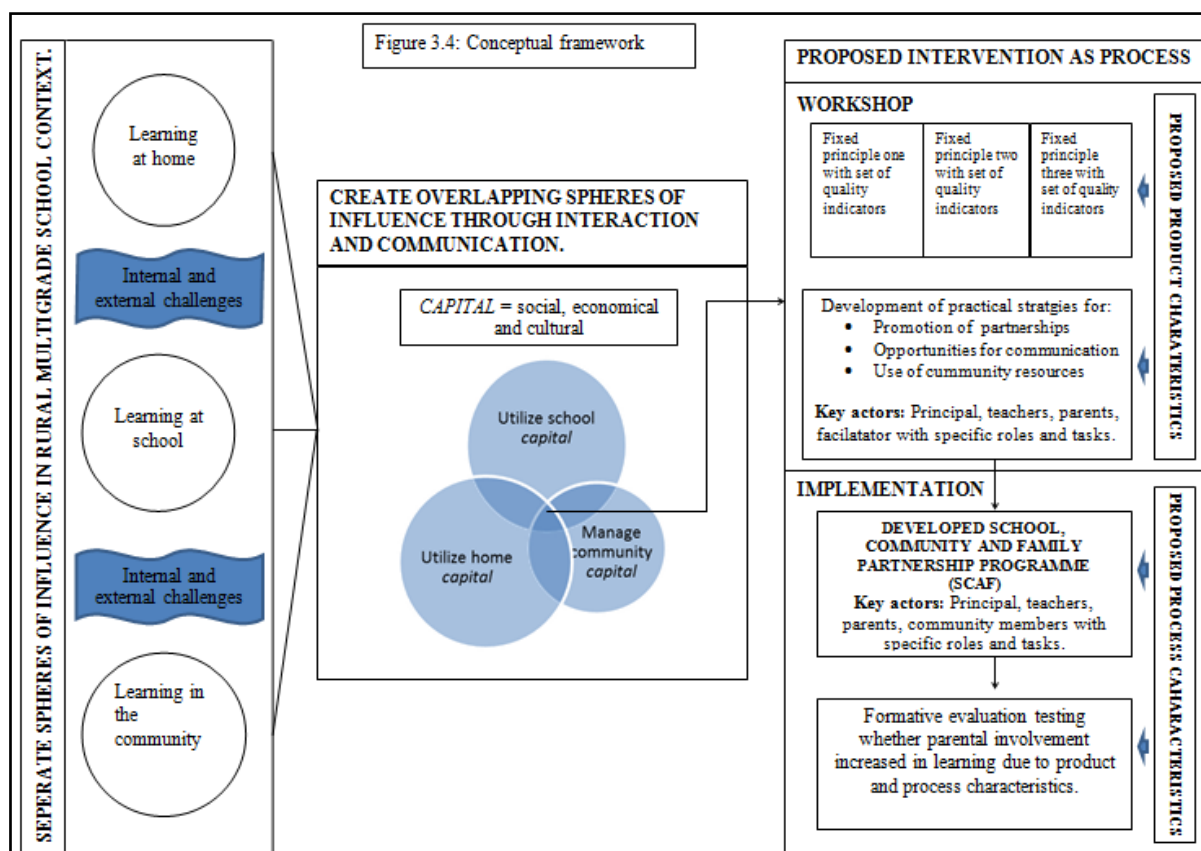 SEPERATE SPHERES OF INFLUENCE IN RURAL MULTIGRADE SCHOOL CONTEXT.
Learning
at home
Internal and
external challenges
Learning at
school
Internal and
external challenges
Learning in
the
community
Figure 3.4: Conceptual framework
CREATE OVERLAPPING SPHERES OF
INFLUENCE THROUGH INTERACTION
AND COMMUNICATION.
CAPITAL = social, economical
and cultural
Utilize school
capital
Utilize home
capital
Manage
community
capital
PROPOSED INTERVENTION AS PROCESS
WORKSHOP
Fixed
principle one
with set of
quality
indicators
Fixed
principle two
with set of
quality
indicators
Fixed
principle
three with
set of quality
indicators
Development of practical stratgies for:
• Promotion of partnerships
• Opportunities for communication
• Use of cummunity resources
Key actors: Principal, teachers, parents,
facilatator with specific roles and tasks.
PROPOSED PRODUCT CHARATERISTICS
IMPLEMENTATION
DEVELOPED SCHOOL,
COMMUNITY AND FAMILY
PARTNERSHIP PROGRAMME
(SCAF)
Key actors: Principal, teachers,
parents, community members with
specific roles and tasks.
Formative evaluation testing
whether parental involvement
increased in learning due to product
and process characteristics.
PROPOSED PROCESS CAHARACTERISTICS